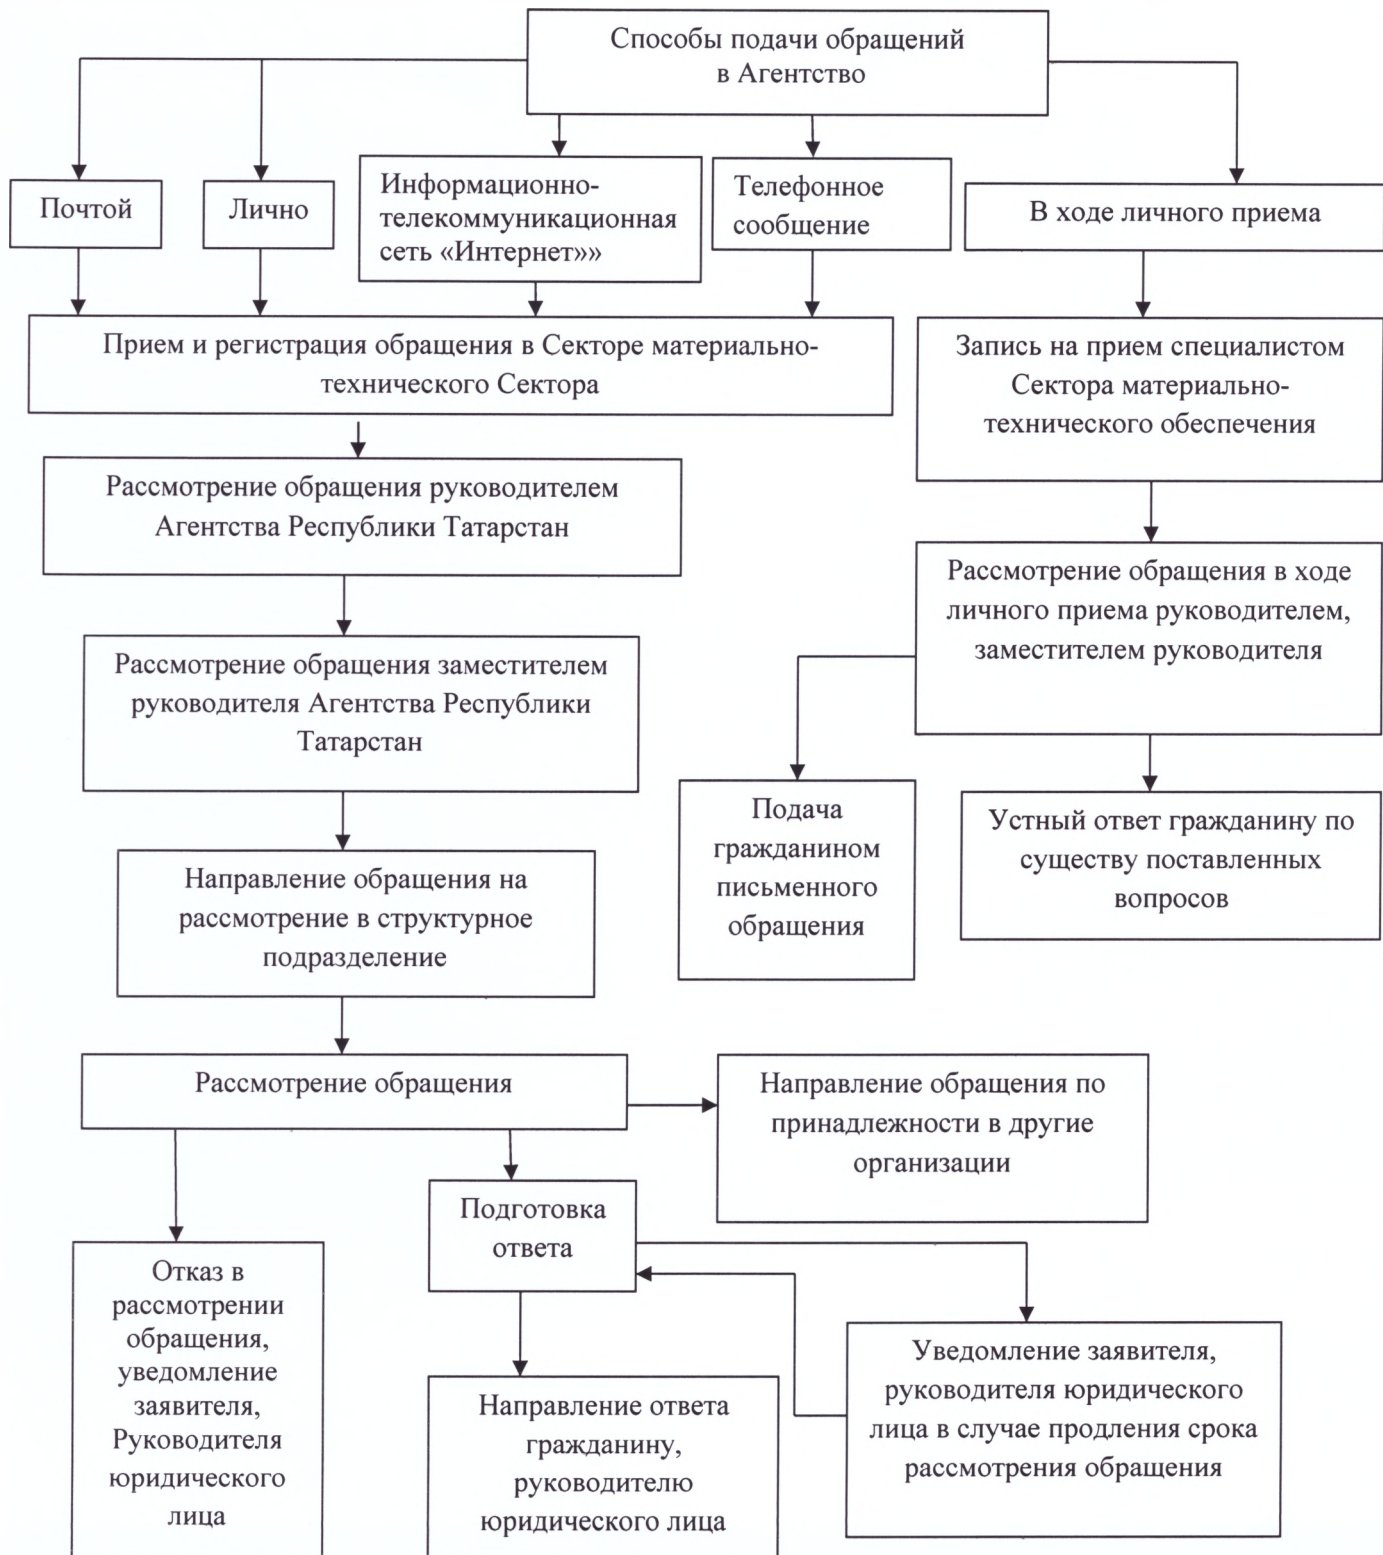 Способы подачи обращений
в Агентство
Почтой
Лично
Информационно-
телекоммуникационная
сеть «Интернет»»
Телефонное
сообщение
В ходе личного приема
Прием и регистрация обращения в Секторе материально-
технического Сектора
Запись на прием специалистом
Сектора материально-
технического обеспечения
Рассмотрение обращения руководителем
Агентства Республики Татарстан
Рассмотрение обращения в ходе
личного приема руководителем,
заместителем руководителя
Рассмотрение обращения заместителем
руководителя Агентства Республики
Татарстан
Подача
гражданином
письменного
обращения
Устный ответ гражданину по
существу поставленных
вопросов
Направление обращения на
рассмотрение в структурное
подразделение
Рассмотрение обращения
Направление обращения по
принадлежности в другие
организации
Подготовка
ответа
Отказ в
рассмотрении
обращения,
уведомление
заявителя,
Руководителя
юридического
лица
Направление ответа
гражданину,
руководителю
юридического лица
Уведомление заявителя,
руководителя юридического
лица в случае продления срока
рассмотрения обращения